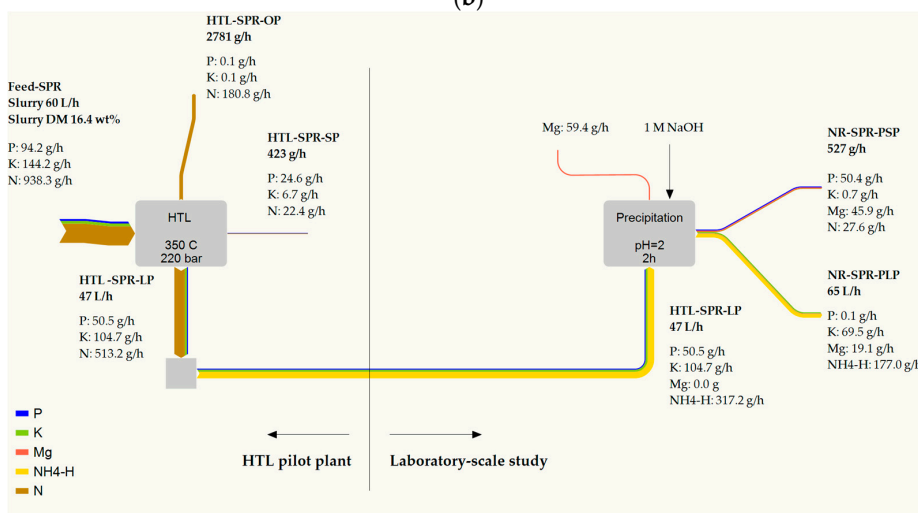 (b)
HTL-SPR-OP
2781 g/h
P: 0.1 g/h
K: 0.1 g/h
N: 180.8 g/h
Feed-SPR
Slurry 60 L/h
Slurry DM 16.4 wt%
P: 94.2 g/h
K: 144.2 g/h
N: 938.3 g/h
HTL-SPR-SP
423 g/h
P: 24.6 g/h
K: 6.7 g/h
N: 22.4 g/h
HTL
350 C
220 bar
HTL -SPR-LP
47 L/h
P: 50.5 g/h
K: 104.7 g/h
N: 513.2 g/h
Mg: 59.4 g/h
1 M NaOH
Precipitation
pH=2
2h
NR-SPR-PSP
527 g/h
P: 50.4 g/h
K: 0.7 g/h
Mg: 45.9 g/h
N: 27.6 g/h
HTL-SPR-LP
47 L/h
P: 50.5 g/h
K: 104.7 g/h
Mg: 0.0 g
NH4-H: 317.2 g/h
NR-SPR-PLP
65 L/h
P: 0.1 g/h
K: 69.5 g/h
Mg: 19.1 g/h
NH4-H: 177.0 g/h
P
K
Mg
NH4-H
N
HTL pilot plant
Laboratory-scale study